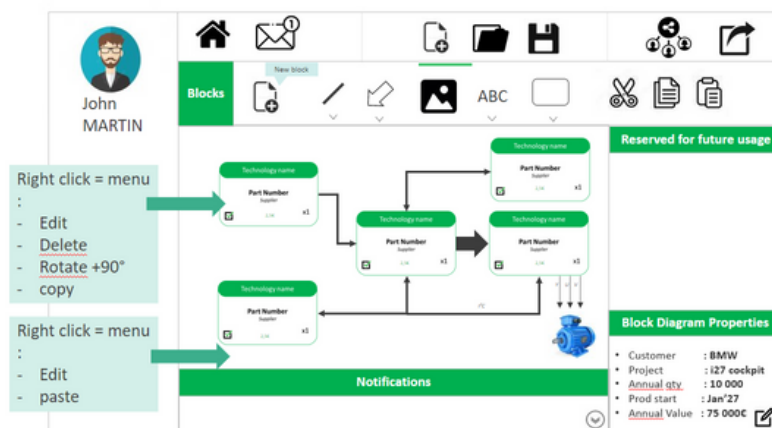 1
John
MARTIN
Blocks
New block
ABC
Right click = menu
:
- Edit
- Delete
- Rotate +90°
- copy
Right click = menu
:
- Edit
- paste
Technology name
Part Number
Supplier
x1
Technology name
Part Number
Supplier
x1
Technology name
Part Number
Supplier
x1
Technology name
Part Number
Supplier
x1
Technology name
Part Number
Supplier
x1
Notifications
Reserved for future usage
Block Diagram Properties
• Customer : BMW
• Project : i27 cockpit
• Annual qty : 10 000
• Prod start : Jan'27
• Annual Value : 75 000€